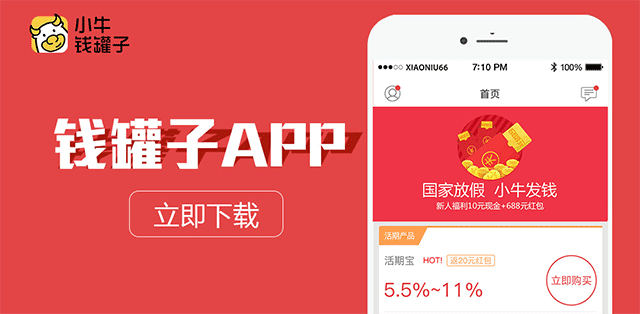 小牛
钱罐子
钱罐子APP
立即下载
XIAONIU66 7:10 PM 100%
首页
国家放假 小牛发钱
新人福利10元现金+688元红包
活期产品
活期宝 HOT! 返20元红包
5.5%~11%
立即购买